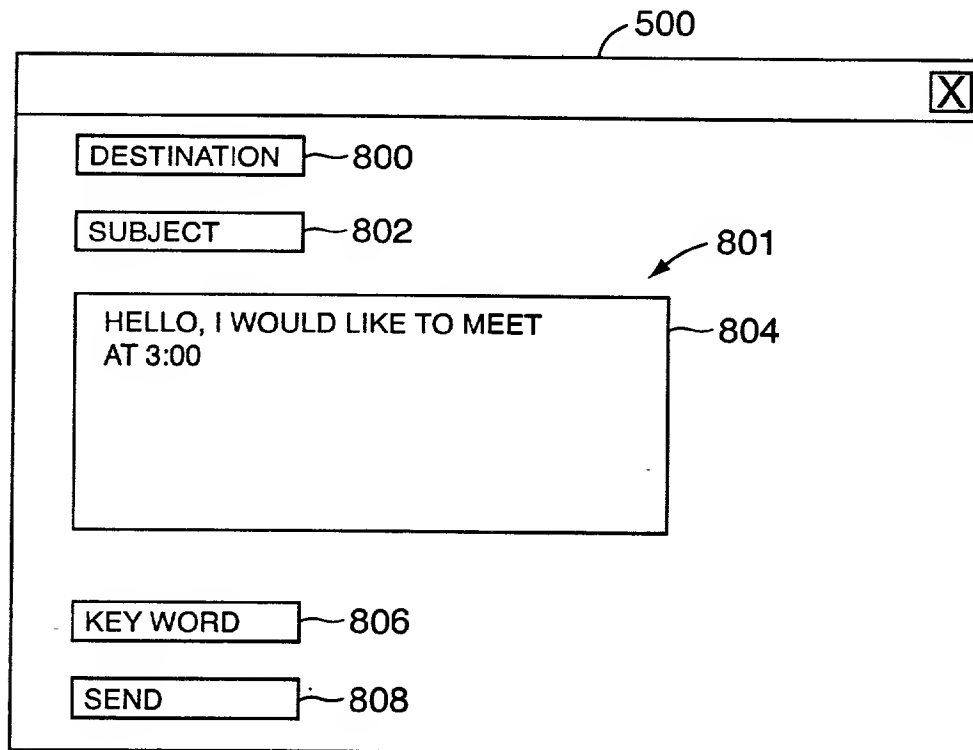 500
X
DESTINATION 800
SUBJECT 802
801
HELLO, I WOULD LIKE TO MEET
AT 3:00
804
KEY WORD 806
SEND 808